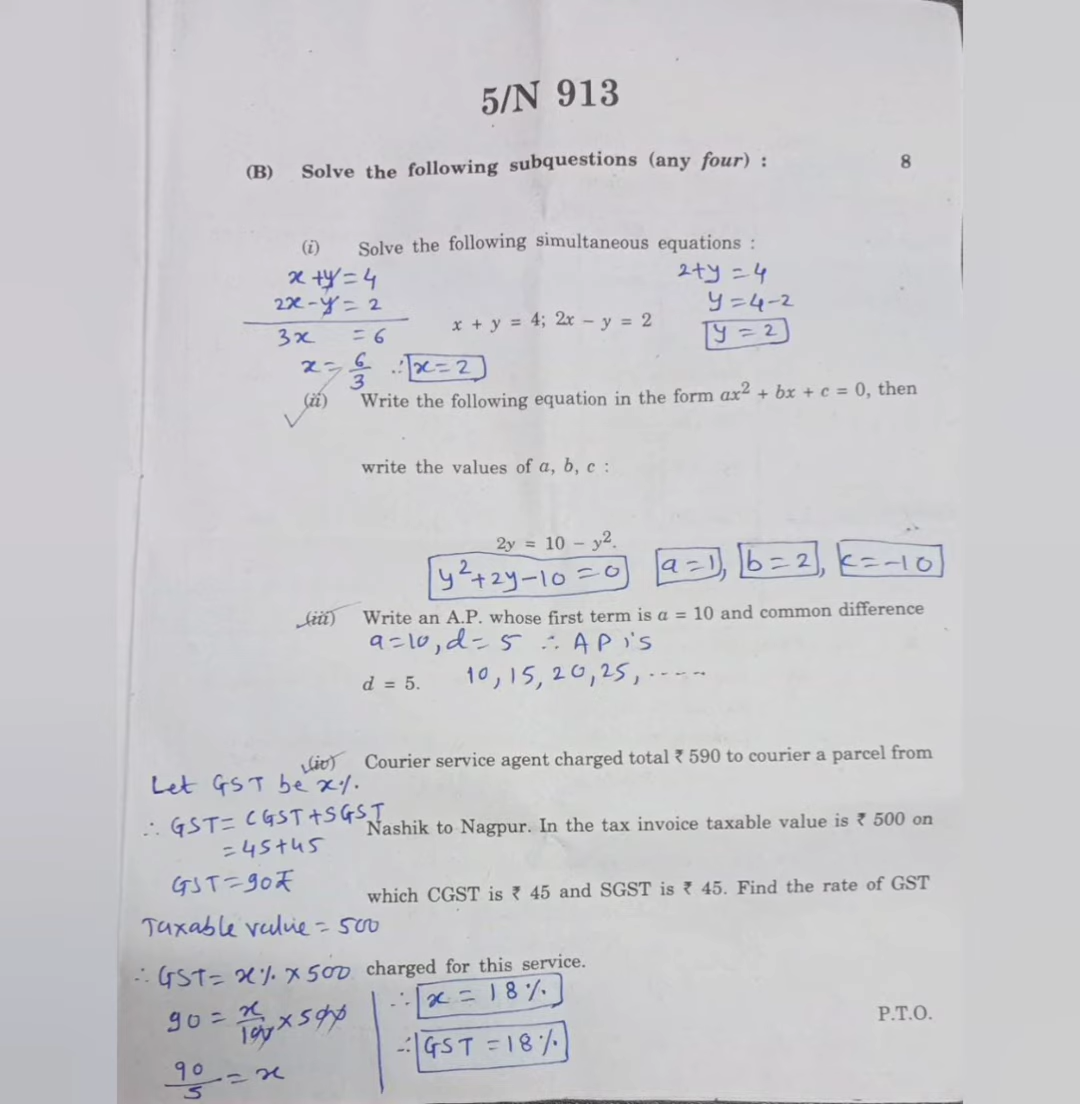 5/N 913
(B) Solve the following subquestions (any four) : 8
(i) Solve the following simultaneous equations :
x + y = 4
2x - y = 2
3x = 6
x = 6/3 ∴ x = 2
x + y = 4; 2x – y = 2
2 + y = 4
y = 4 - 2
y = 2
(ii) Write the following equation in the form ax² + bx + c = 0, then
write the values of a, b, c :
2y = 10 – y².
y² + 2y - 10 = 0 a = 1, b = 2, c = -10
(iii) Write an A.P. whose first term is a = 10 and common difference
a = 10, d = 5 ∴ A P is
d = 5. 10, 15, 20, 25, -----
(iv) Courier service agent charged total ₹ 590 to courier a parcel from
Let GST be x%.
∴ GST = CGST + SGST
Nashik to Nagpur. In the tax invoice taxable value is ₹ 500 on
= 45 + 45
GST = 90₹
which CGST is ₹ 45 and SGST is ₹ 45. Find the rate of GST
Taxable value = 500
∴ GST = x% × 500
charged for this service.
90 = x/100 × 500
90/5 = x
∴ x = 18%
∴ GST = 18%
P.T.O.